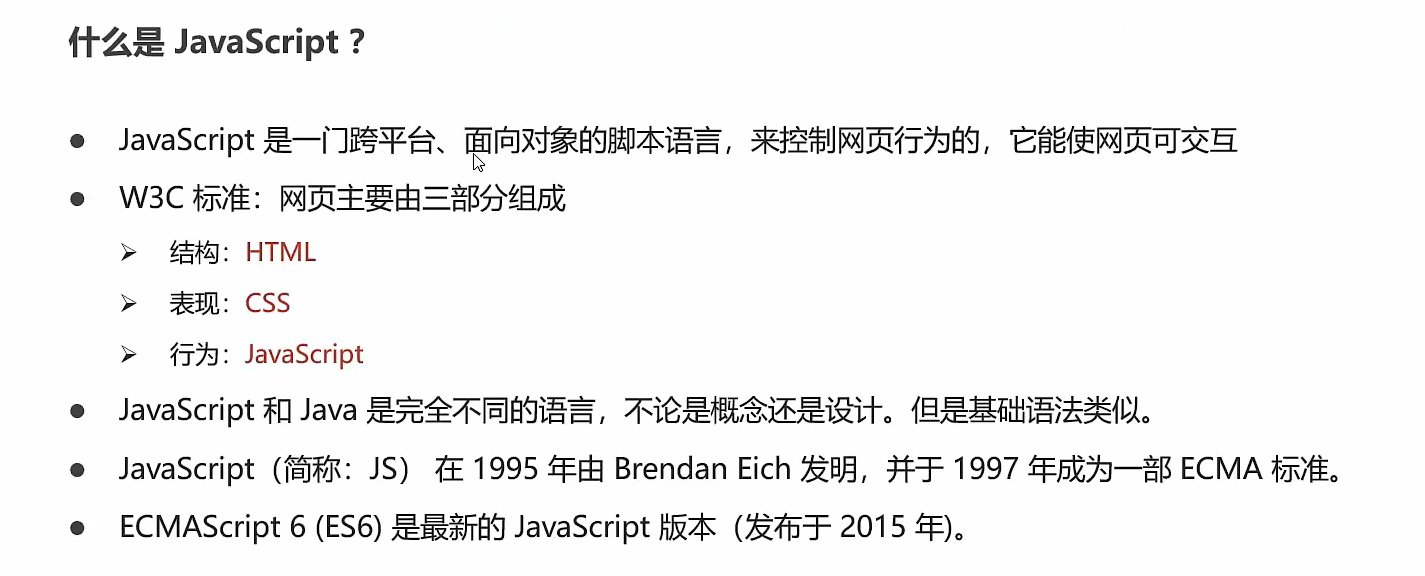 什么是 JavaScript？
● JavaScript 是一门跨平台、面向对象的脚本语言，来控制网页行为的，它能使网页可交互
● W3C 标准：网页主要由三部分组成
➢ 结构：HTML
➢ 表现：CSS
➢ 行为：JavaScript
● JavaScript 和 Java 是完全不同的语言，不论是概念还是设计。但是基础语法类似。
● JavaScript（简称：JS） 在 1995 年由 Brendan Eich 发明，并于 1997 年成为一部 ECMA 标准。
● ECMAScript 6 (ES6) 是最新的 JavaScript 版本（发布于 2015 年)。